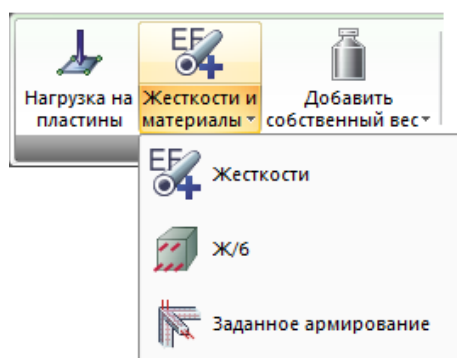 EF
Нагрузка на Жесткости и Добавить
пластины материалы собственный вес
EF
Жесткости
Ж/б
Заданное армирование